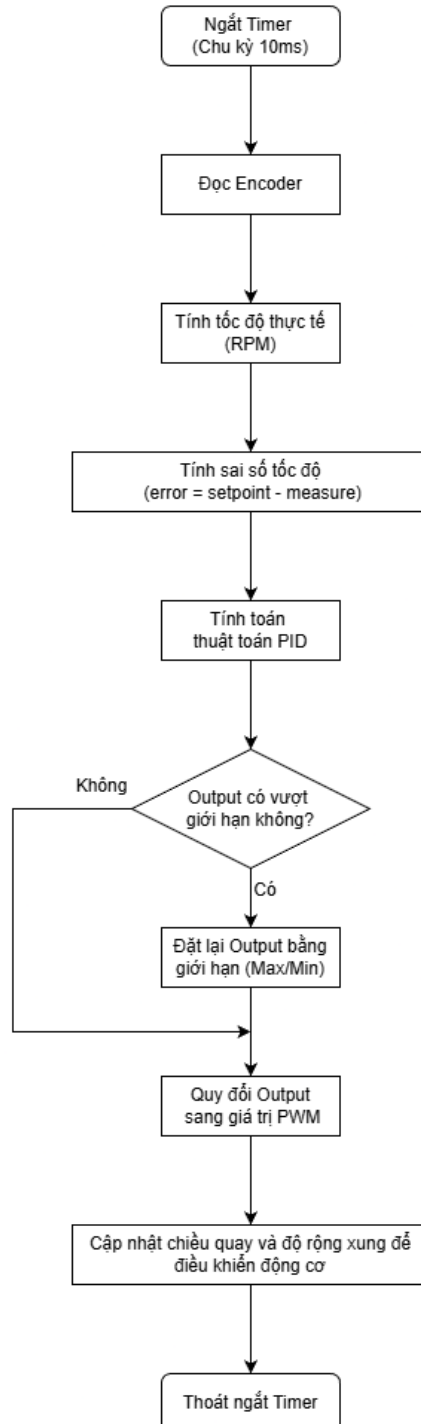 Ngắt Timer
(Chu kỳ 10ms)
Đọc Encoder
Tính tốc độ thực tế
(RPM)
Tính sai số tốc độ
(error = setpoint - measure)
Tính toán
thuật toán PID
Không
Output có vượt
giới hạn không?
Có
Đặt lại Output bằng
giới hạn (Max/Min)
Quy đổi Output
sang giá trị PWM
Cập nhật chiều quay và độ rộng xung để
điều khiển động cơ
Thoát ngắt Timer